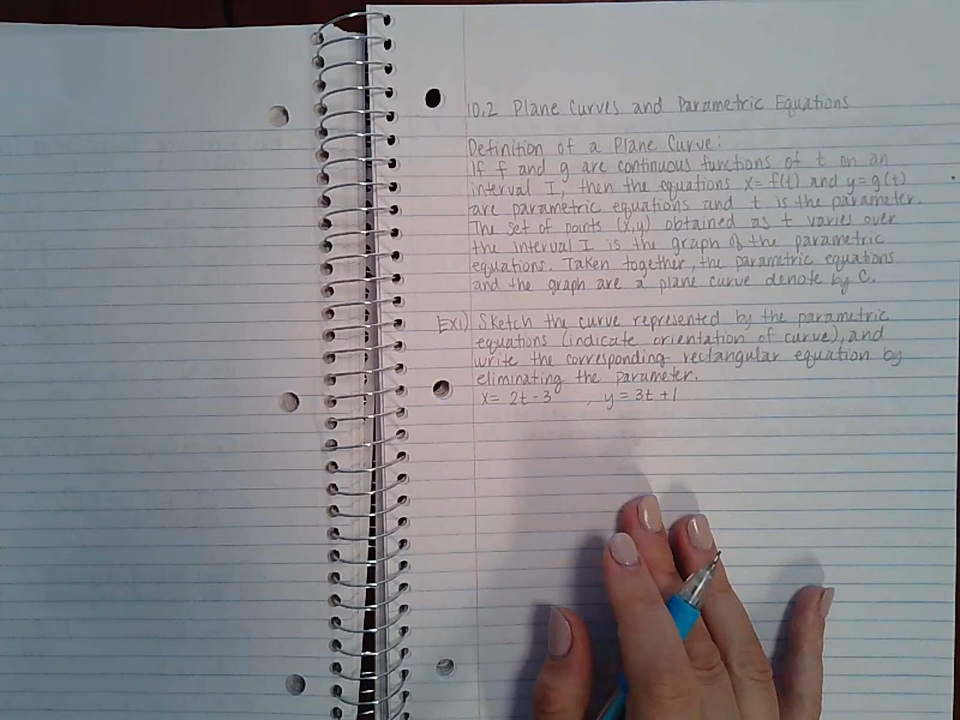 10.2 Plane Curves and Parametric Equations
Definition of a Plane Curve:
If f and g are continuous functions of t on an
interval I, then the equations x = f(t) and y = g(t)
are parametric equations and t is the parameter.
The set of points (x,y) obtained as t varies over
the interval I is the graph of the parametric
equations. Taken together, the parametric equations
and the graph are a plane curve denote by C.
EX1) Sketch the curve represented by the parametric
equations (indicate orientation of curve), and
write the corresponding rectangular equation by
eliminating the parameter.
x = 2t - 3 , y = 3t + 1